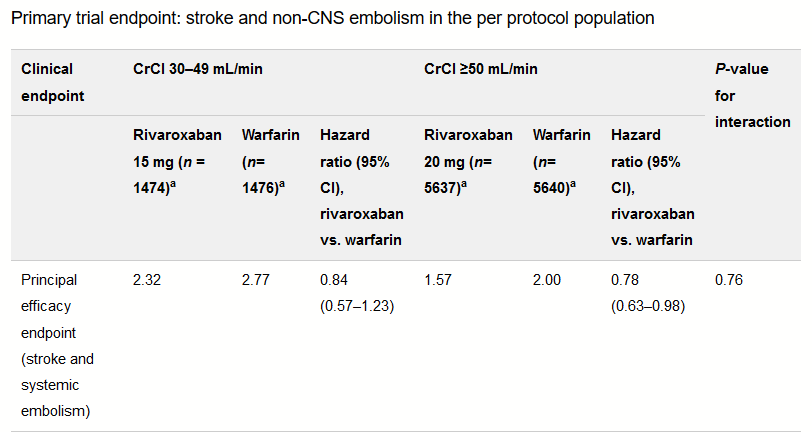 Primary trial endpoint: stroke and non-CNS embolism in the per protocol population
Clinical endpoint CrCl 30–49 mL/min CrCl ≥50 mL/min P-value for interaction
Rivaroxaban 15 mg (n = 1474)a Warfarin (n= 1476)a Hazard ratio (95% CI), rivaroxaban vs. warfarin Rivaroxaban 20 mg (n= 5637)a Warfarin (n= 5640)a Hazard ratio (95% CI), rivaroxaban vs. warfarin
Principal efficacy endpoint (stroke and systemic embolism) 2.32 2.77 0.84 (0.57–1.23) 1.57 2.00 0.78 (0.63–0.98) 0.76